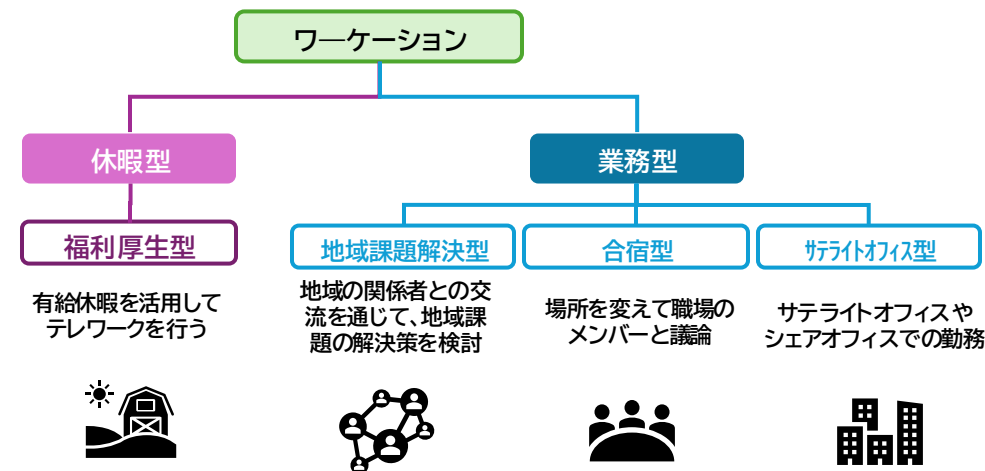 ワーケーション
休暇型
業務型
福利厚生型
地域課題解決型
合宿型
ｻﾃﾗｲﾄｵﾌｨｽ型
有給休暇を活用して
テレワークを行う
地域の関係者との交
流を通じて、地域課
題の解決策を検討
場所を変えて職場の
メンバーと議論
サテライトオフィスや
シェアオフィスでの勤務